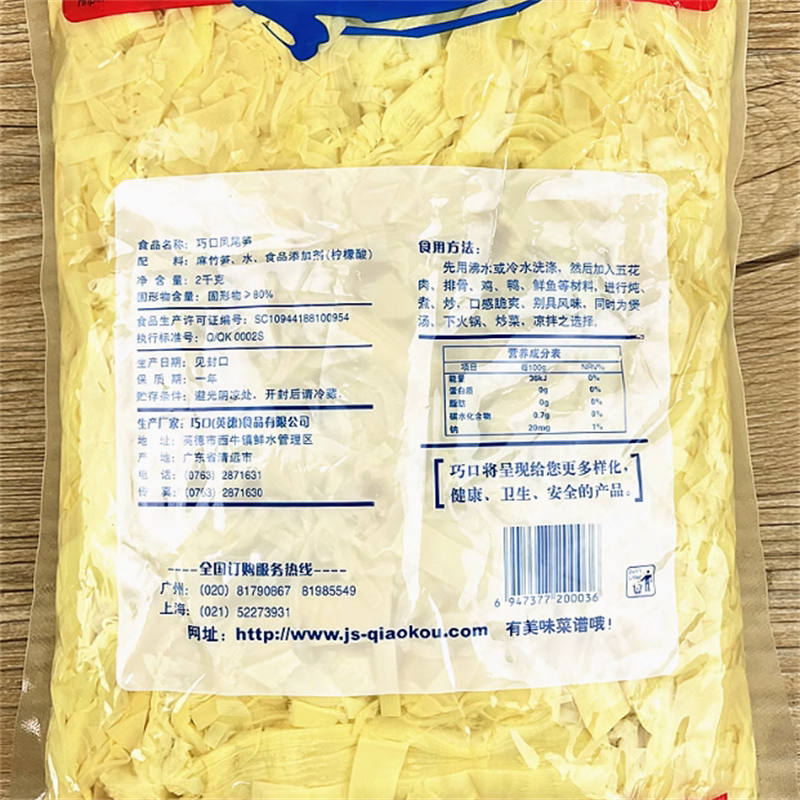 食品名称：巧口凤尾笋
配　料：麻竹笋、水、食品添加剂(柠檬酸)
净 含 量：2千克
固形物含量：固形物≥80%
食品生产许可证编号：SC10944188100954
执行标准号：Q/QK 0002S
生产日期：见封口
保 质 期：一年
贮存条件：避光阴凉处，开封后请冷藏。
生产厂家：巧口(英德)食品有限公司
地　址：英德市西牛镇鲜水管理区
产　地：广东省清远市
电　话：(0763) 2871631
传　真：(0763) 2871630
----全国订购服务热线----
广州：(020) 81790867 81985549
上海：(021) 52273931
网址：http://www.js-qiaokou.com
食用方法：
先用沸水或冷水洗涤，然后加入五花
肉、排骨、鸡、鸭、鲜鱼等材料，进行炖、
煮、炒，口感脆爽、别具风味，同时为煲
汤、下火锅、炒菜，凉拌之选择。
营养成分表
项目 每100g NRV%
能量 36kJ 0%
蛋白质 0g 0%
脂肪 0g 0%
碳水化合物 0.7g 0%
钠 20mg 1%
巧口将呈现给您更多样化，
健康、卫生、安全的产品。
6 947377 200036
有美味菜谱哦！